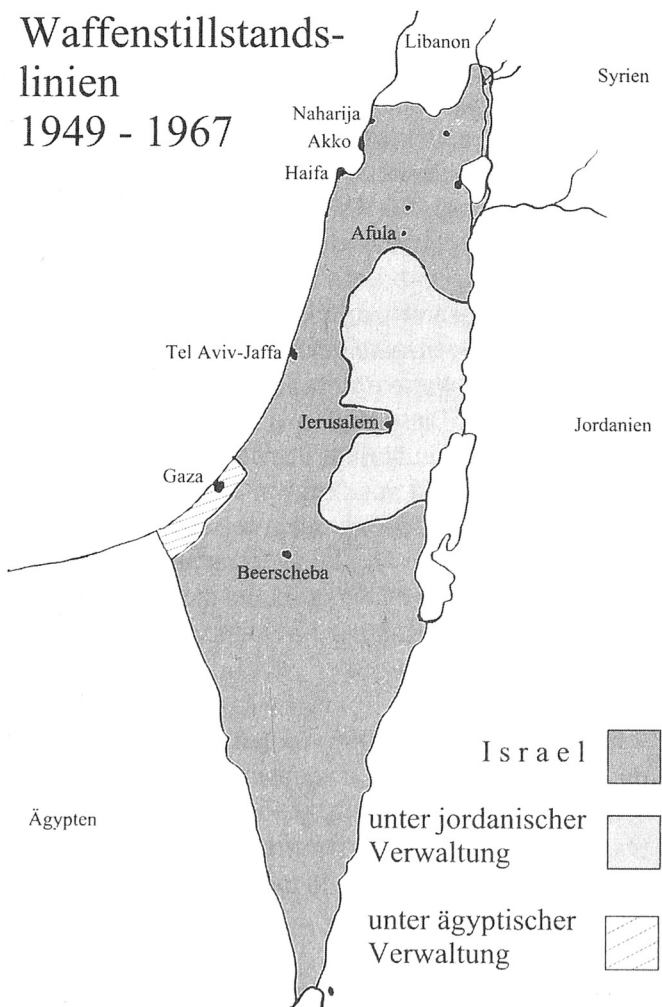 Waffenstillstands-
linien
1949 - 1967
Libanon
Syrien
Naharija
Akko
Haifa
Afula
Tel Aviv-Jaffa
Jerusalem
Jordanien
Gaza
Beerscheba
Ägypten
Israel
unter jordanischer
Verwaltung
unter ägyptischer
Verwaltung